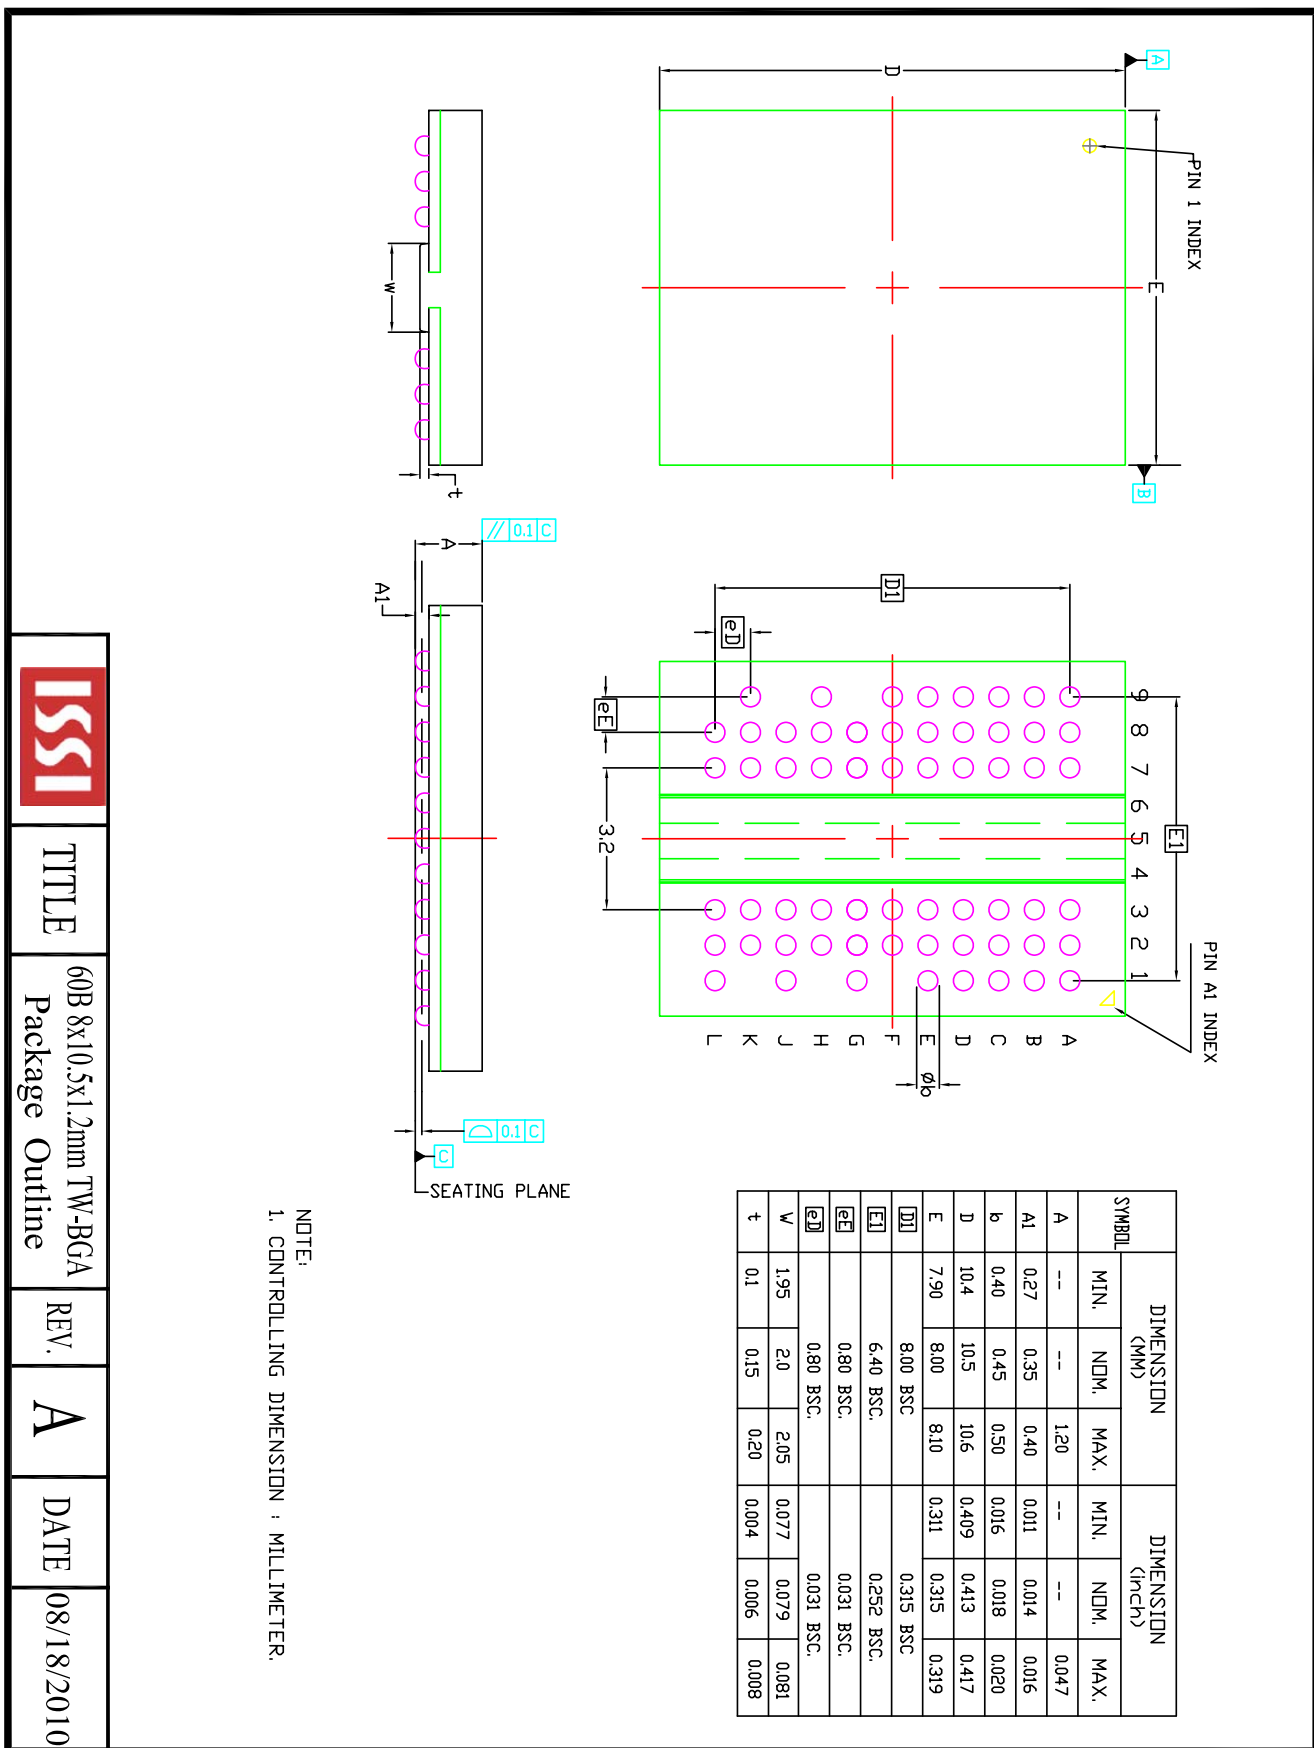 A
D
PIN 1 INDEX
E
B
W
t
// 0.1 C
A
A1
D1
eD
eE
3.2
9 8 7 6 5 4 3 2 1
E1
PIN A1 INDEX
L K J H G F E D C B A
Øb
0.1 C
C
SEATING PLANE
SYMBOL DIMENSION (MM) DIMENSION (inch)
MIN. NOM. MAX. MIN. NOM. MAX.
A -- -- 1.20 -- -- 0.047
A1 0.27 0.35 0.40 0.011 0.014 0.016
b 0.40 0.45 0.50 0.016 0.018 0.020
D 10.4 10.5 10.6 0.409 0.413 0.417
E 7.90 8.00 8.10 0.311 0.315 0.319
D1 8.00 BSC 0.315 BSC
E1 6.40 BSC. 0.252 BSC.
eE 0.80 BSC. 0.031 BSC.
eD 0.80 BSC. 0.031 BSC.
W 1.95 2.0 2.05 0.077 0.079 0.081
t 0.1 0.15 0.20 0.004 0.006 0.008
NOTE:
1. CONTROLLING DIMENSION : MILLIMETER.
ISSI
TITLE
60B 8x10.5x1.2mm TW-BGA
Package Outline
REV.
A
DATE
08/18/2010